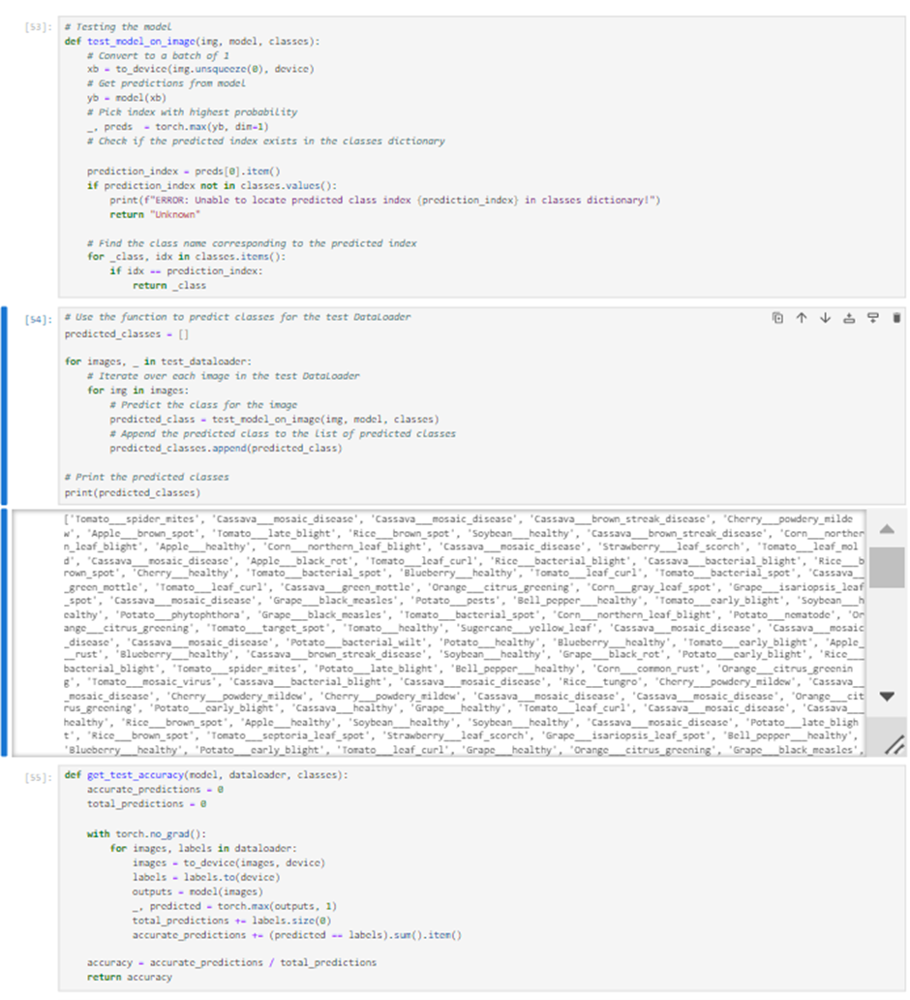 [53]:
# Testing the model
def test_model_on_image(img, model, classes):
    # Convert to a batch of 1
    xb = to_device(img.unsqueeze(0), device)
    # Get predictions from model
    yb = model(xb)
    # Pick index with highest probability
    _, preds  = torch.max(yb, dim=1)
    # Check if the predicted index exists in the classes dictionary
    prediction_index = preds[0].item()
    if prediction_index not in classes.values():
        print(f"ERROR: Unable to locate predicted class index {prediction_index} in classes dictionary!")
        return "Unknown"
    # Find the class name corresponding to the predicted index
    for _class, idx in classes.items():
        if idx == prediction_index:
            return _class
[54]:
# Use the function to predict classes for the test DataLoader
predicted_classes = []
for images, _ in test_dataloader:
    # Iterate over each image in the test DataLoader
    for img in images:
        # Predict the class for the image
        predicted_class = test_model_on_image(img, model, classes)
        # Append the predicted class to the list of predicted classes
        predicted_classes.append(predicted_class)
# Print the predicted classes
print(predicted_classes)
['Tomato___spider_mites', 'Cassava___mosaic_disease', 'Cassava___mosaic_disease', 'Cassava___brown_streak_disease', 'Cherry___powdery_milde
w', 'Apple___brown_spot', 'Tomato___late_blight', 'Rice___brown_spot', 'Soybean___healthy', 'Cassava___brown_streak_disease', 'Corn___norther
n_leaf_blight', 'Apple___healthy', 'Corn___northern_leaf_blight', 'Cassava___mosaic_disease', 'Strawberry___leaf_scorch', 'Tomato___leaf_mol
d', 'Cassava___mosaic_disease', 'Apple___black_rot', 'Tomato___leaf_curl', 'Rice___bacterial_blight', 'Cassava___bacterial_blight', 'Rice___b
rown_spot', 'Cherry___healthy', 'Tomato___bacterial_spot', 'Blueberry___healthy', 'Tomato___leaf_curl', 'Tomato___bacterial_spot', 'Cassava__
_green_mottle', 'Tomato___leaf_curl', 'Cassava___green_mottle', 'Orange___citrus_greening', 'Corn___gray_leaf_spot', 'Grape___isariopsis_leaf
_spot', 'Cassava___mosaic_disease', 'Grape___black_measles', 'Potato___pests', 'Bell_pepper___healthy', 'Tomato___early_blight', 'Soybean___h
ealthy', 'Potato___phytophthora', 'Grape___black_measles', 'Tomato___bacterial_spot', 'Corn___northern_leaf_blight', 'Potato___nematode', 'Or
ange___citrus_greening', 'Tomato___target_spot', 'Tomato___healthy', 'Sugercane___yellow_leaf', 'Cassava___mosaic_disease', 'Cassava___mosaic
_disease', 'Cassava___mosaic_disease', 'Potato___bacterial_wilt', 'Potato___healthy', 'Blueberry___healthy', 'Tomato___early_blight', 'Apple_
__rust', 'Blueberry___healthy', 'Cassava___brown_streak_disease', 'Soybean___healthy', 'Grape___black_rot', 'Potato___early_blight', 'Rice___
bacterial_blight', 'Tomato___spider_mites', 'Potato___late_blight', 'Bell_pepper___healthy', 'Corn___common_rust', 'Orange___citrus_greenin
g', 'Tomato___mosaic_virus', 'Cassava___bacterial_blight', 'Cassava___mosaic_disease', 'Rice___tungro', 'Cherry___powdery_mildew', 'Cassava__
_mosaic_disease', 'Cherry___powdery_mildew', 'Cherry___powdery_mildew', 'Cassava___mosaic_disease', 'Cassava___mosaic_disease', 'Orange___cit
rus_greening', 'Potato___early_blight', 'Cassava___healthy', 'Grape___healthy', 'Tomato___leaf_curl', 'Cassava___mosaic_disease', 'Cassava___
healthy', 'Rice___brown_spot', 'Apple___healthy', 'Soybean___healthy', 'Soybean___healthy', 'Cassava___mosaic_disease', 'Potato___late_bligh
t', 'Rice___brown_spot', 'Tomato___septoria_leaf_spot', 'Strawberry___leaf_scorch', 'Grape___isariopsis_leaf_spot', 'Bell_pepper___healthy',
'Blueberry___healthy', 'Potato___early_blight', 'Tomato___leaf_curl', 'Grape___healthy', 'Orange___citrus_greening', 'Grape___black_measles',
[55]:
def get_test_accuracy(model, dataloader, classes):
    accurate_predictions = 0
    total_predictions = 0
    with torch.no_grad():
        for images, labels in dataloader:
            images = to_device(images, device)
            labels = labels.to(device)
            outputs = model(images)
            _, predicted = torch.max(outputs, 1)
            total_predictions += labels.size(0)
            accurate_predictions += (predicted == labels).sum().item()
    accuracy = accurate_predictions / total_predictions
    return accuracy